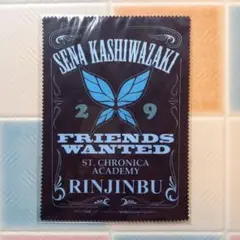 SENA KASHIWAZAKI
2 9
FRIENDS
WANTED
ST. CHRONICA
ACADEMY
RINJINBU